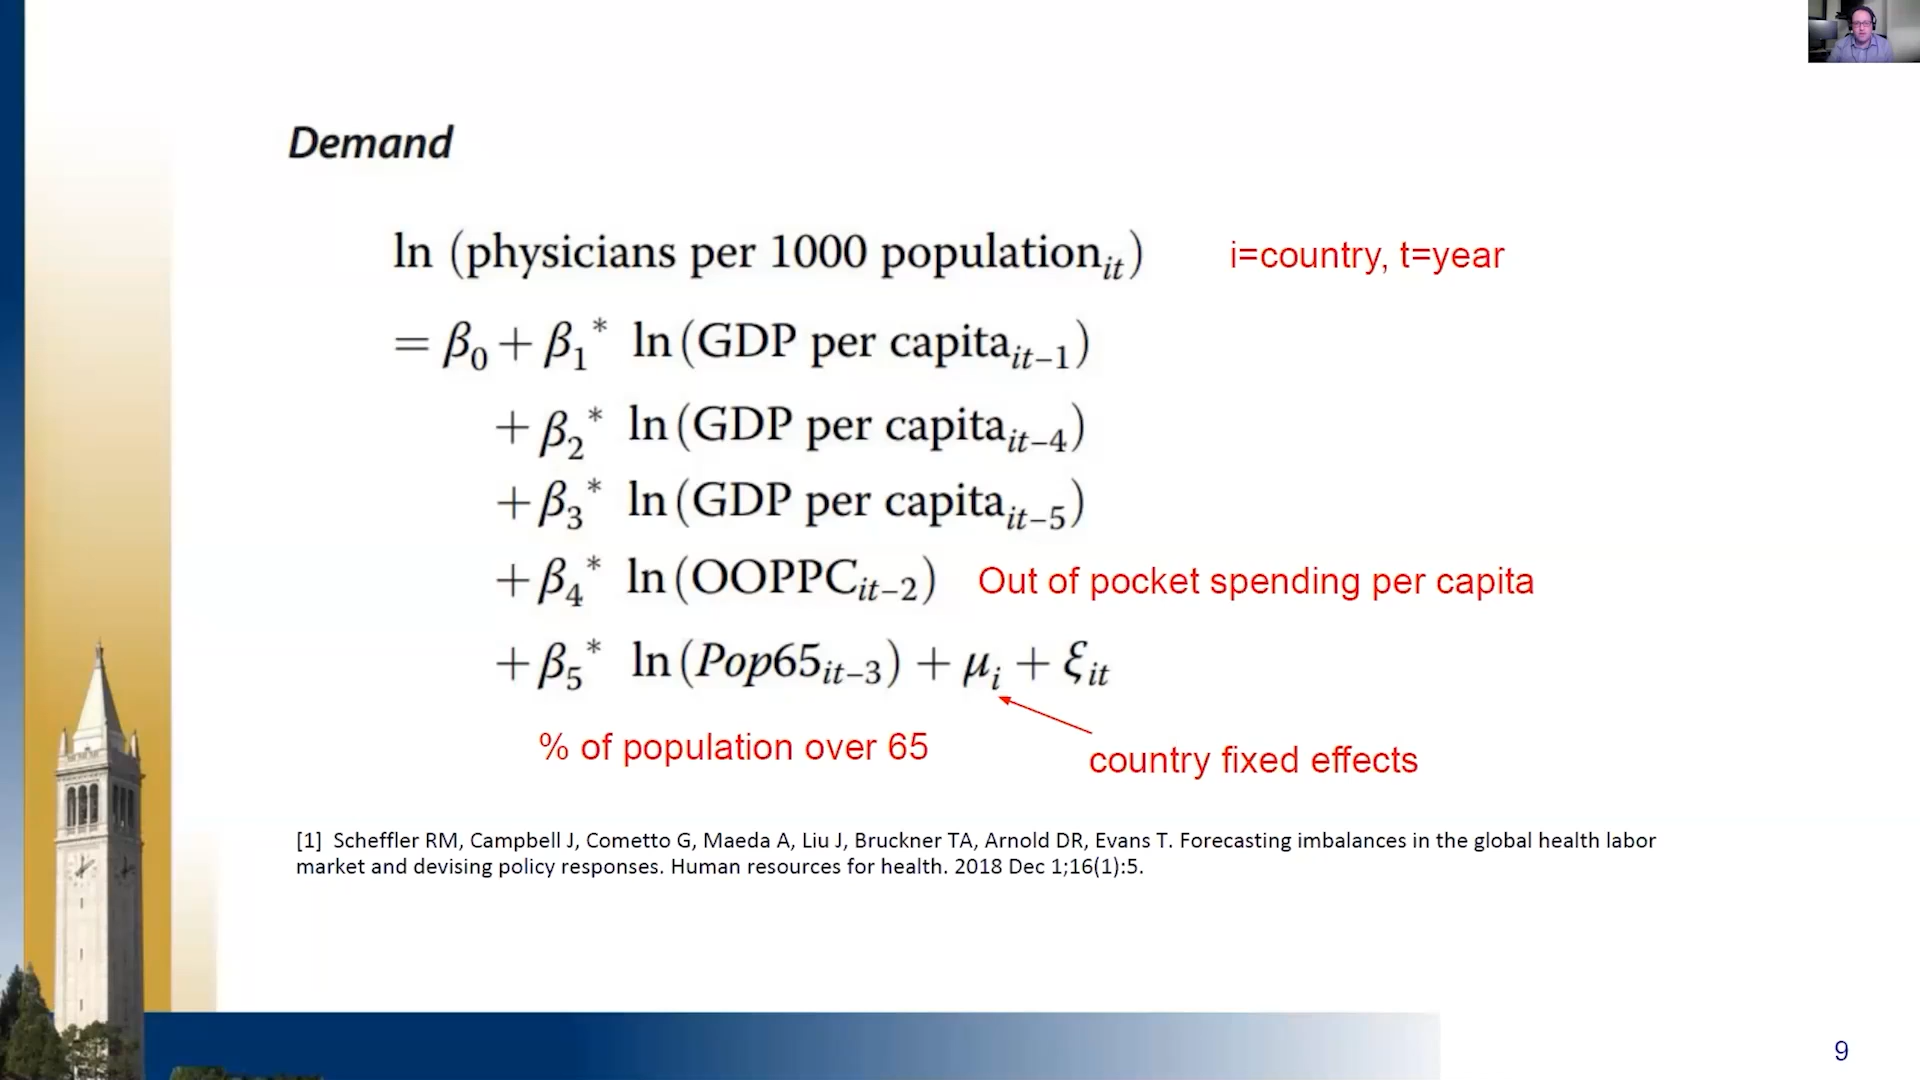 Demand
ln (physicians per 1000 population_it) i=country, t=year
= β₀ + β₁* ln (GDP per capita_it−1)
+ β₂* ln (GDP per capita_it−4)
+ β₃* ln (GDP per capita_it−5)
+ β₄* ln (OOPPC_it−2) Out of pocket spending per capita
+ β₅* ln (Pop65_it−3) + μ_i + ξ_it
% of population over 65 country fixed effects
[1] Scheffler RM, Campbell J, Cometto G, Maeda A, Liu J, Bruckner TA, Arnold DR, Evans T. Forecasting imbalances in the global health labor
market and devising policy responses. Human resources for health. 2018 Dec 1;16(1):5.
9